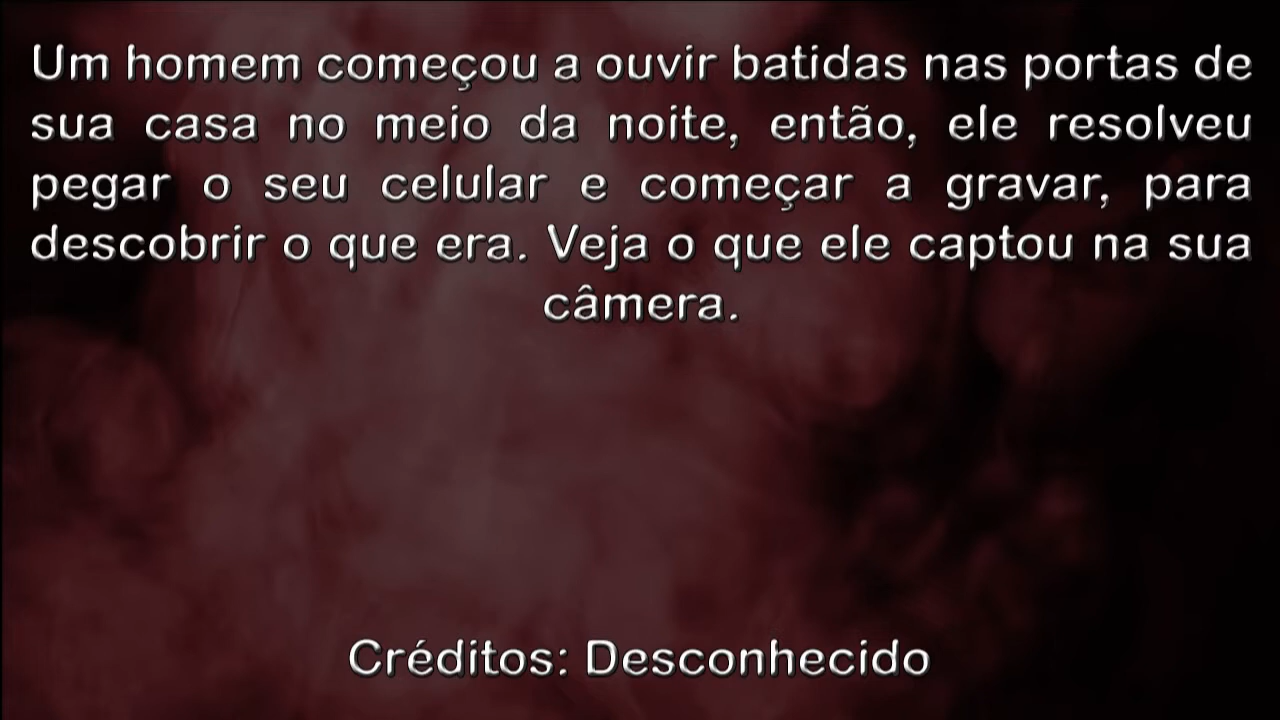 Um homem começou a ouvir batidas nas portas de
sua casa no meio da noite, então, ele resolveu
pegar o seu celular e começar a gravar, para
descobrir o que era. Veja o que ele captou na sua
câmera.
Créditos: Desconhecido